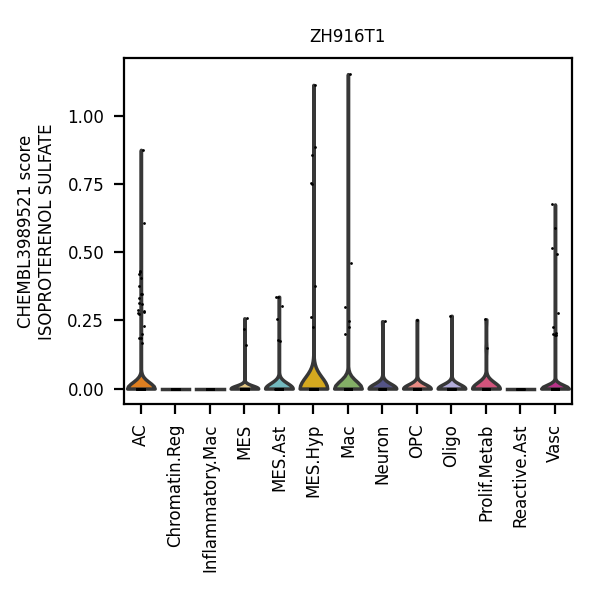 ZH916T1
CHEMBL3989521 score
ISOPROTERENOL SULFATE
1.00
0.75
0.50
0.25
0.00
AC
Chromatin.Reg
Inflammatory.Mac
MES
MES.Ast
MES.Hyp
Mac
Neuron
OPC
Oligo
Prolif.Metab
Reactive.Ast
Vasc